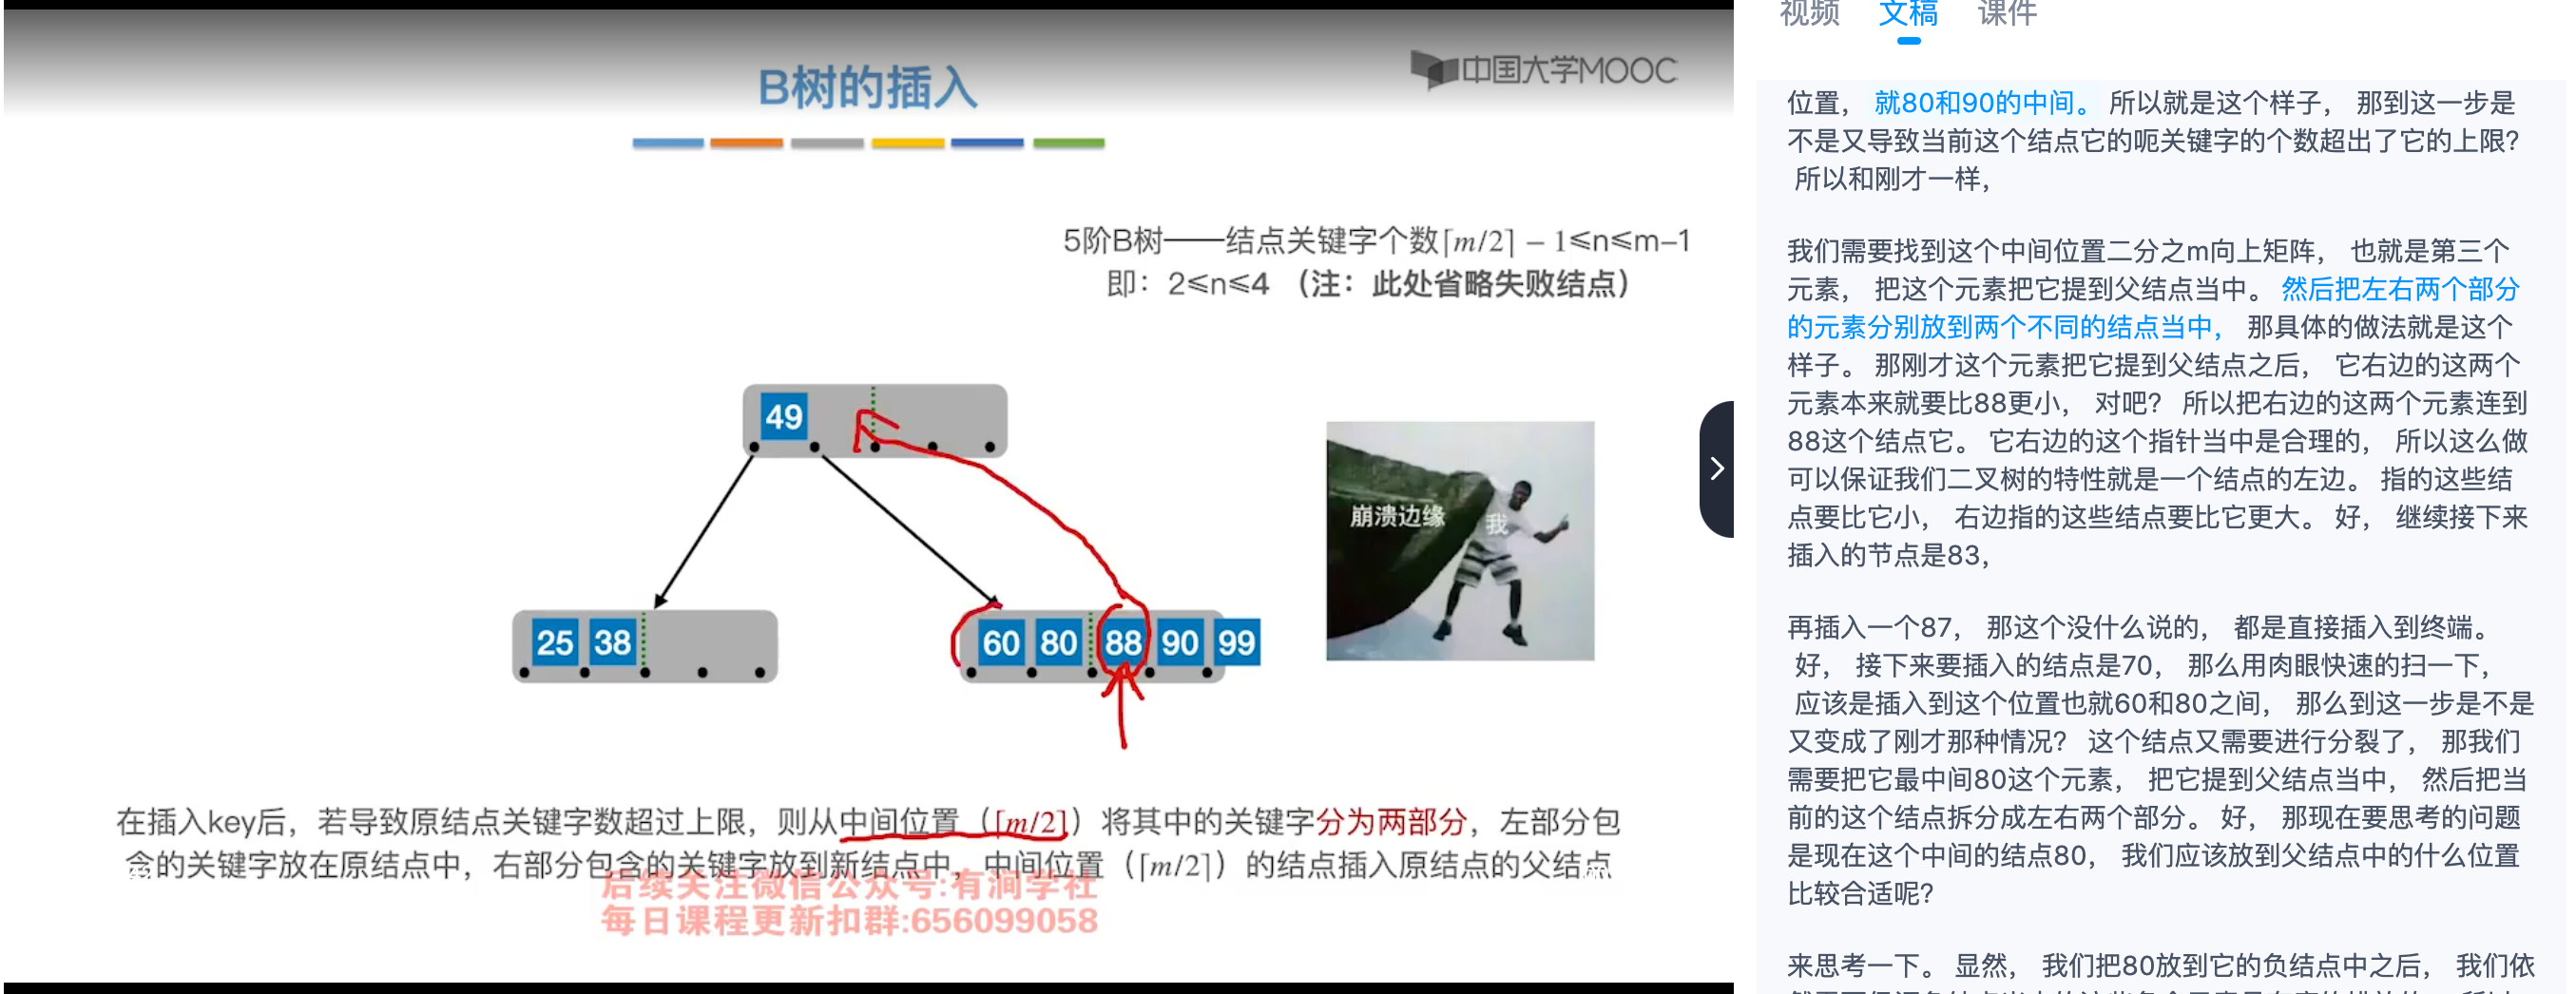 B树的插入
中国大学MOOC
5阶B树——结点关键字个数⌈m/2⌉ − 1≤n≤m−1
即：2≤n≤4 （注：此处省略失败结点）
49
25 38
60 80 88 90 99
崩溃边缘
我
在插入key后，若导致原结点关键字数超过上限，则从中间位置（⌈m/2⌉）将其中的关键字分为两部分，左部分包
含的关键字放在原结点中，右部分包含的关键字放到新结点中，中间位置（⌈m/2⌉）的结点插入原结点的父结点
后续关注微信公众号:有涧学社
每日课程更新扣群:656099058
视频 文稿 课件
位置， 就80和90的中间。 所以就是这个样子， 那到这一步是
不是又导致当前这个结点它的呃关键字的个数超出了它的上限？
所以和刚才一样，
我们需要找到这个中间位置二分之m向上矩阵， 也就是第三个
元素， 把这个元素把它提到父结点当中。 然后把左右两个部分
的元素分别放到两个不同的结点当中， 那具体的做法就是这个
样子。 那刚才这个元素把它提到父结点之后， 它右边的这两个
元素本来就要比88更小， 对吧？ 所以把右边的这两个元素连到
88这个结点它。 它右边的这个指针当中是合理的， 所以这么做
可以保证我们二叉树的特性就是一个结点的左边。 指的这些结
点要比它小， 右边指的这些结点要比它更大。 好， 继续接下来
插入的节点是83，
再插入一个87， 那这个没什么说的， 都是直接插入到终端。
好， 接下来要插入的结点是70， 那么用肉眼快速的扫一下，
应该是插入到这个位置也就60和80之间， 那么到这一步是不是
又变成了刚才那种情况？ 这个结点又需要进行分裂了， 那我们
需要把它最中间80这个元素， 把它提到父结点当中， 然后把当
前的这个结点拆分成左右两个部分。 好， 那现在要思考的问题
是现在这个中间的结点80， 我们应该放到父结点中的什么位置
比较合适呢？
来思考一下。 显然， 我们把80放到它的负结点中之后， 我们依